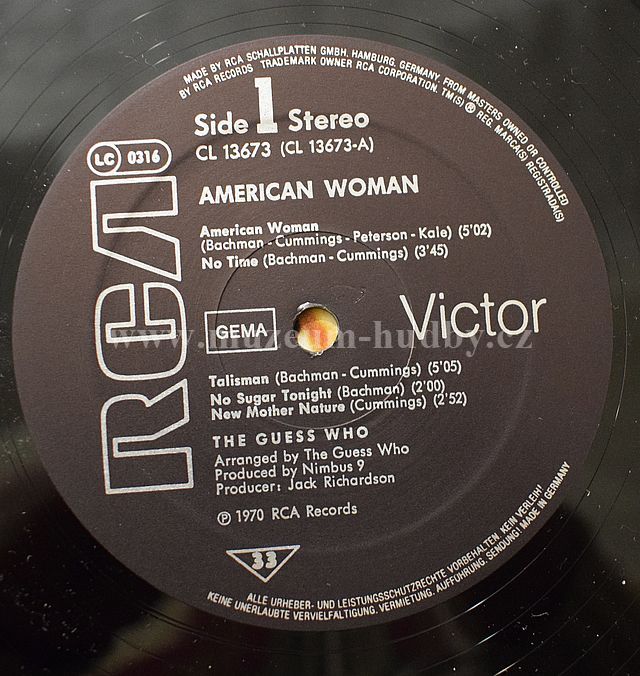 MADE BY RCA SCHALLPLATTEN GMBH, HAMBURG, GERMANY, FROM MASTERS OWNED OR CONTROLLED
BY RCA RECORDS TRADEMARK OWNER RCA CORPORATION. TM(S) ® REG. MARCA(S) REGISTRADA(S)
Side 1 Stereo
CL 13673 (CL 13673-A)
LC 0316
RCA
AMERICAN WOMAN
American Woman
(Bachman - Cummings - Peterson - Kale) (5'02)
No Time (Bachman - Cummings) (3'45)
GEMA
Victor
www.muzeum-hudby.cz
Talisman (Bachman - Cummings) (5'05)
No Sugar Tonight (Bachman) (2'00)
New Mother Nature (Cummings) (2'52)
THE GUESS WHO
Arranged by The Guess Who
Produced by Nimbus 9
Producer: Jack Richardson
℗ 1970 RCA Records
33
ALLE URHEBER- UND LEISTUNGSSCHUTZRECHTE VORBEHALTEN. KEIN VERLEIH!
KEINE UNERLAUBTE VERVIELFÄLTIGUNG, VERMIETUNG, AUFFÜHRUNG, SENDUNG! MADE IN GERMANY